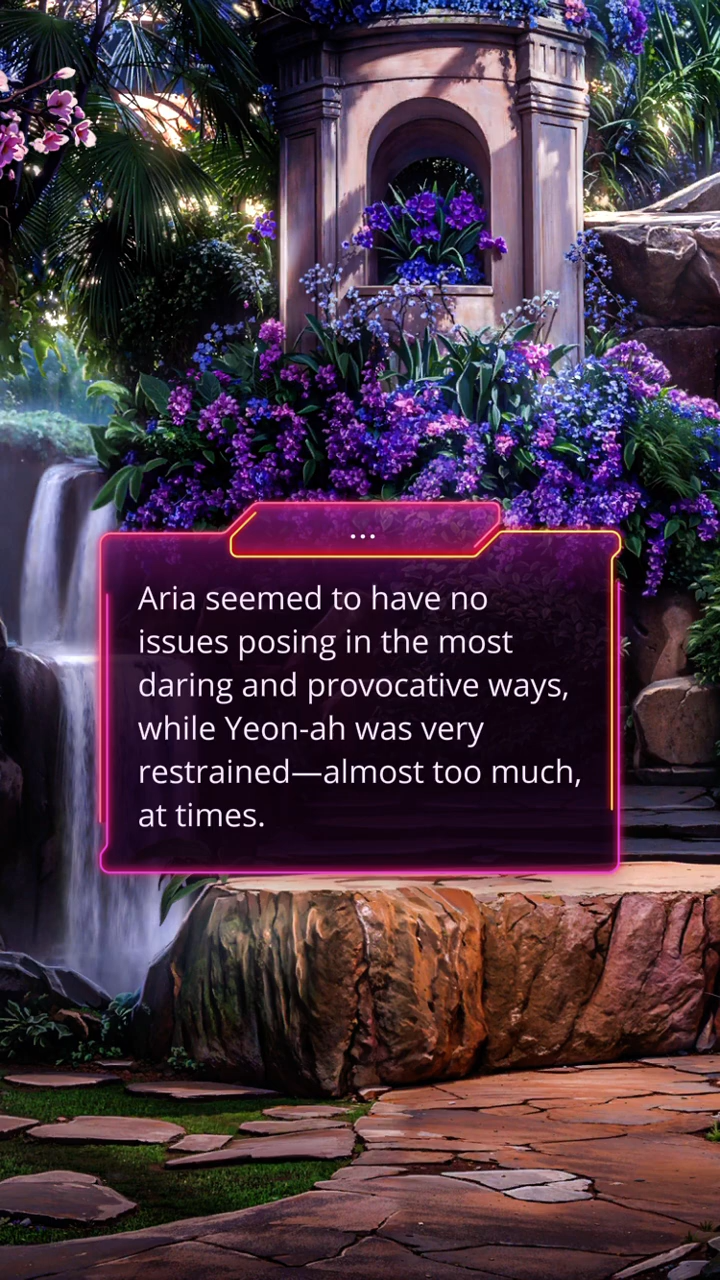 ...
Aria seemed to have no
issues posing in the most
daring and provocative ways,
while Yeon-ah was very
restrained—almost too much,
at times.